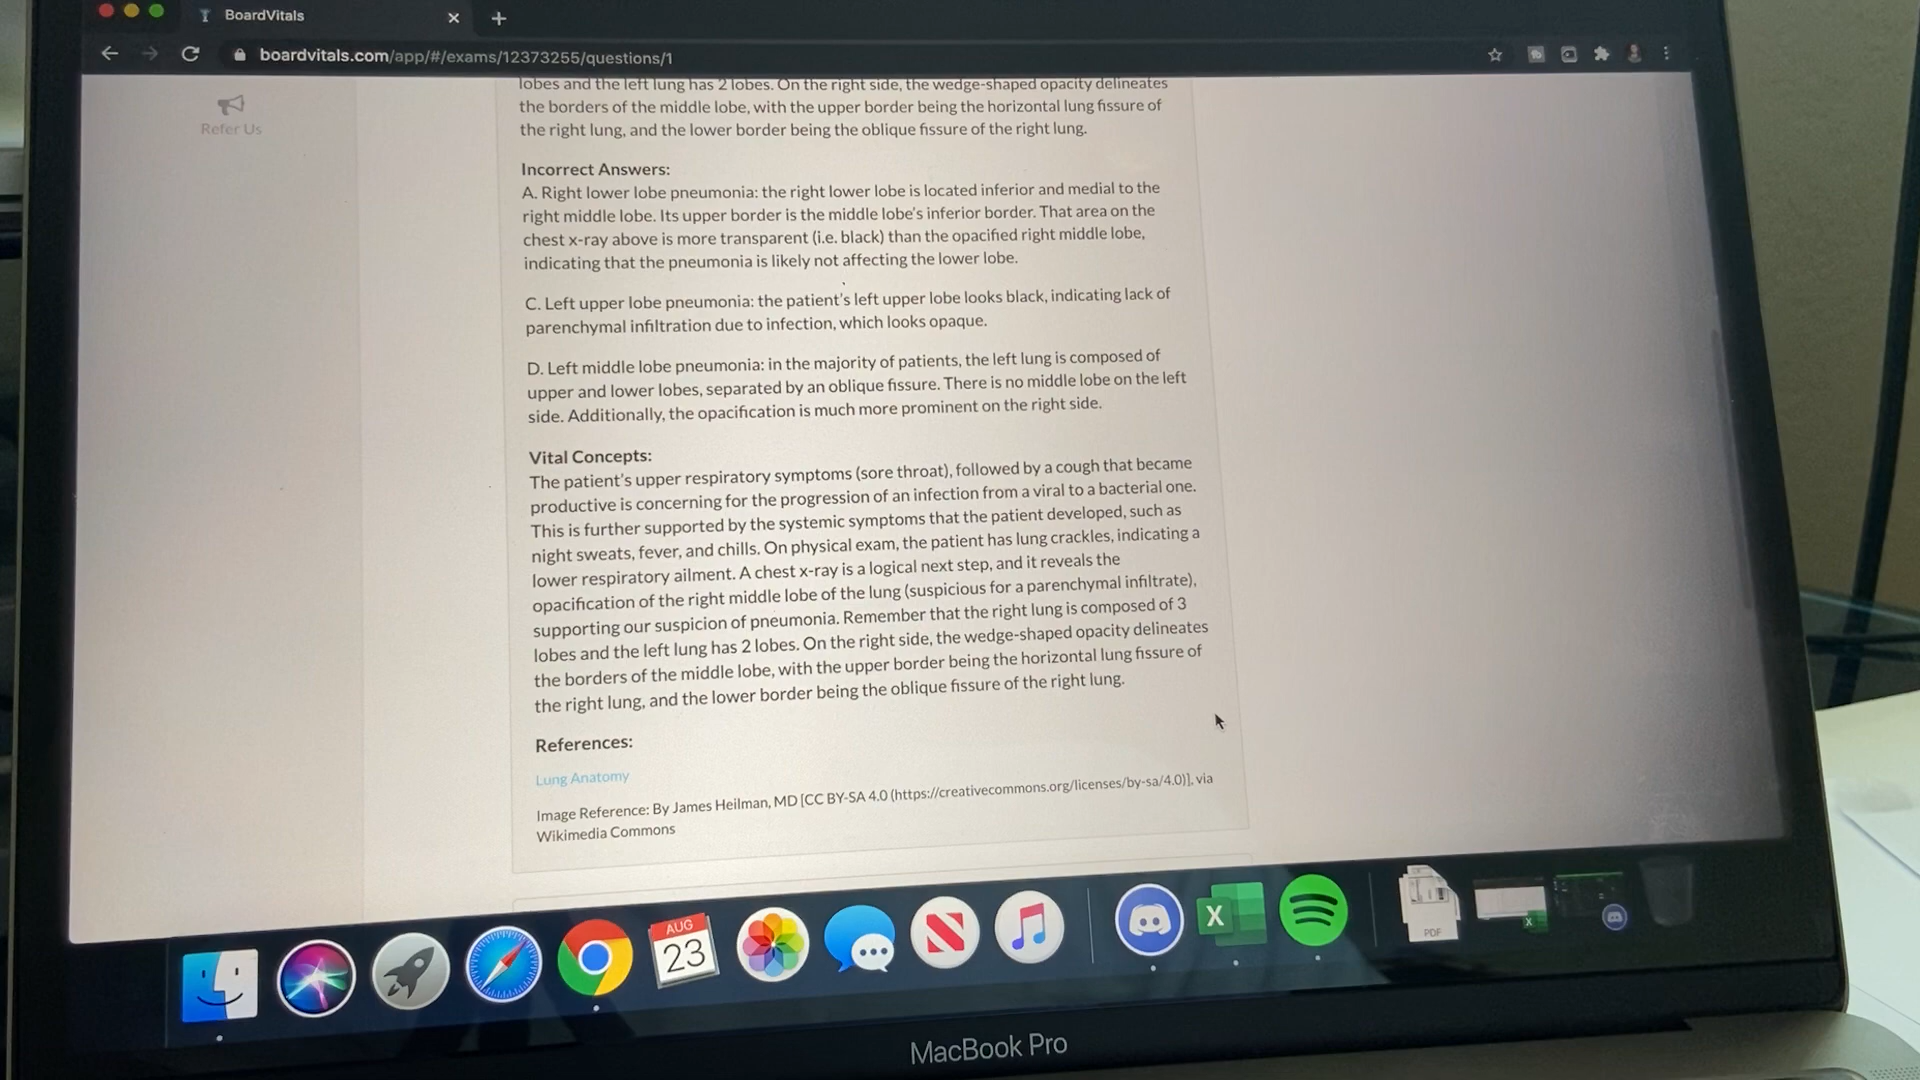 BoardVitals
boardvitals.com/app/#/exams/12373255/questions/1
Refer Us
lobes and the left lung has 2 lobes. On the right side, the wedge-shaped opacity delineates
the borders of the middle lobe, with the upper border being the horizontal lung fissure of
the right lung, and the lower border being the oblique fissure of the right lung.
Incorrect Answers:
A. Right lower lobe pneumonia: the right lower lobe is located inferior and medial to the
right middle lobe. Its upper border is the middle lobe's inferior border. That area on the
chest x-ray above is more transparent (i.e. black) than the opacified right middle lobe,
indicating that the pneumonia is likely not affecting the lower lobe.
C. Left upper lobe pneumonia: the patient's left upper lobe looks black, indicating lack of
parenchymal infiltration due to infection, which looks opaque.
D. Left middle lobe pneumonia: in the majority of patients, the left lung is composed of
upper and lower lobes, separated by an oblique fissure. There is no middle lobe on the left
side. Additionally, the opacification is much more prominent on the right side.
Vital Concepts:
The patient's upper respiratory symptoms (sore throat), followed by a cough that became
productive is concerning for the progression of an infection from a viral to a bacterial one.
This is further supported by the systemic symptoms that the patient developed, such as
night sweats, fever, and chills. On physical exam, the patient has lung crackles, indicating a
lower respiratory ailment. A chest x-ray is a logical next step, and it reveals the
opacification of the right middle lobe of the lung (suspicious for a parenchymal infiltrate),
supporting our suspicion of pneumonia. Remember that the right lung is composed of 3
lobes and the left lung has 2 lobes. On the right side, the wedge-shaped opacity delineates
the borders of the middle lobe, with the upper border being the horizontal lung fissure of
the right lung, and the lower border being the oblique fissure of the right lung.
References:
Lung Anatomy
Image Reference: By James Heilman, MD [CC BY-SA 4.0 (https://creativecommons.org/licenses/by-sa/4.0)], via
Wikimedia Commons
AUG
23
X
PDF
X
MacBook Pro